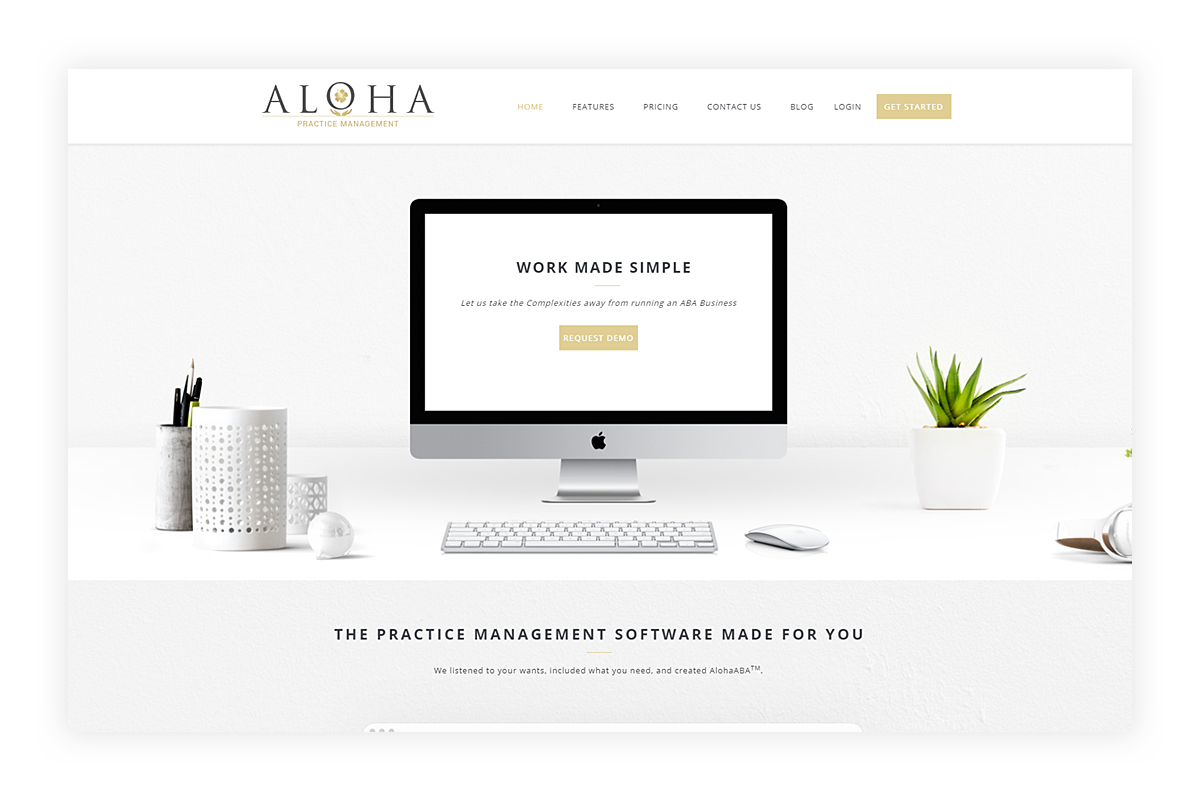 ALOHA
PRACTICE MANAGEMENT
HOME FEATURES PRICING CONTACT US BLOG LOGIN GET STARTED
WORK MADE SIMPLE
Let us take the Complexities away from running an ABA Business
REQUEST DEMO
THE PRACTICE MANAGEMENT SOFTWARE MADE FOR YOU
We listened to your wants, included what you need, and created AlohaABA™.